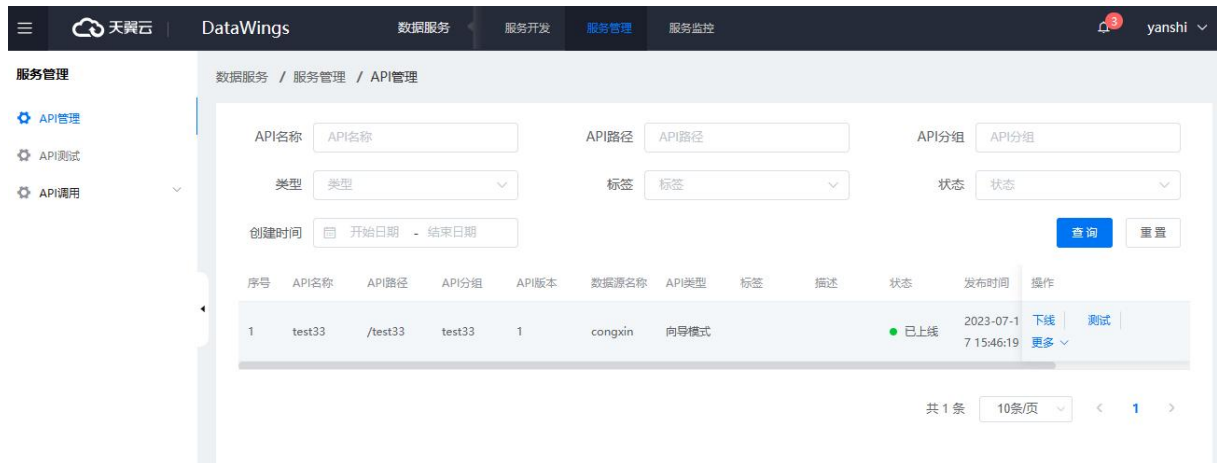 天翼云 DataWings 数据服务 服务开发 服务管理 服务监控 3 yanshi
服务管理
API管理
API测试
API调用
数据服务 / 服务管理 / API管理
API名称 API名称 API路径 API路径 API分组 API分组
类型 类型 标签 标签 状态 状态
创建时间 开始日期 - 结束日期 查询 重置
序号 API名称 API路径 API分组 API版本 数据源名称 API类型 标签 描述 状态 发布时间 操作
1 test33 /test33 test33 1 congxin 向导模式 已上线 2023-07-1 下线 测试
7 15:46:19 更多
共 1 条 10条/页 < 1 >